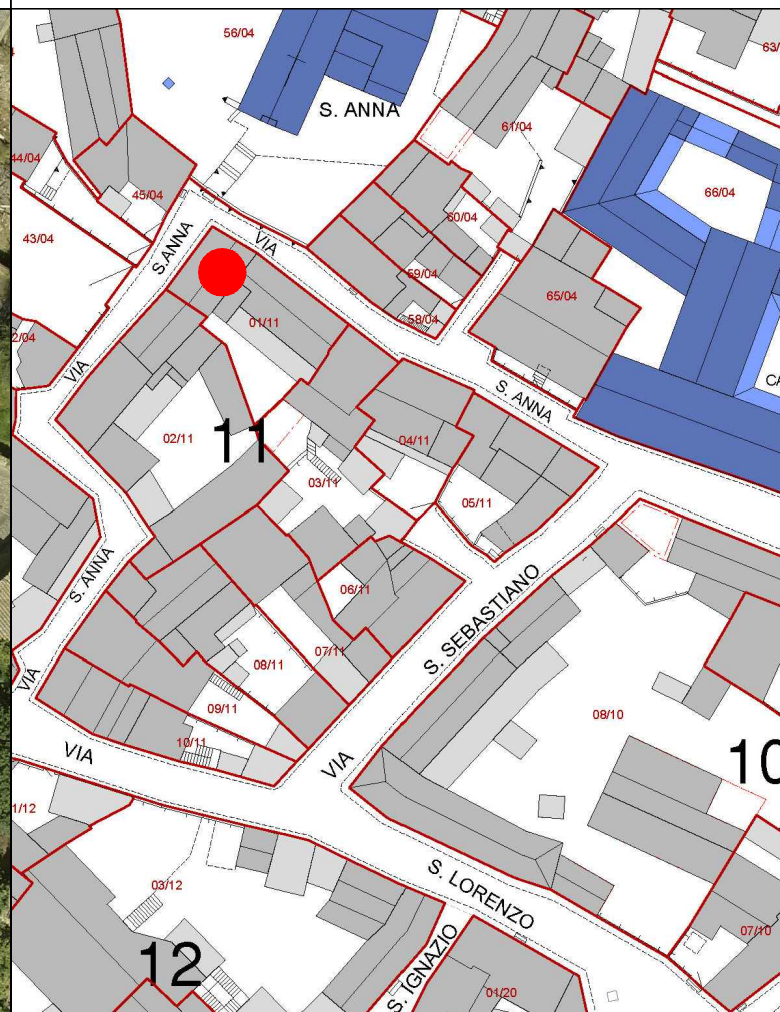 56/04
63/
S. ANNA
61/04
44/04
45/04
66/04
60/04
43/04
S.ANNA
VIA
59/04
65/04
58/04
01/11
2/04
VIA
S. ANNA
CA
02/11
11
04/11
03/11
05/11
S. ANNA
06/11
S. SEBASTIANO
07/11
08/11
VIA
09/11
08/10
10/11
VIA
VIA
10
1/12
S. LORENZO
03/12
07/10
12
S. IGNAZIO
01/20